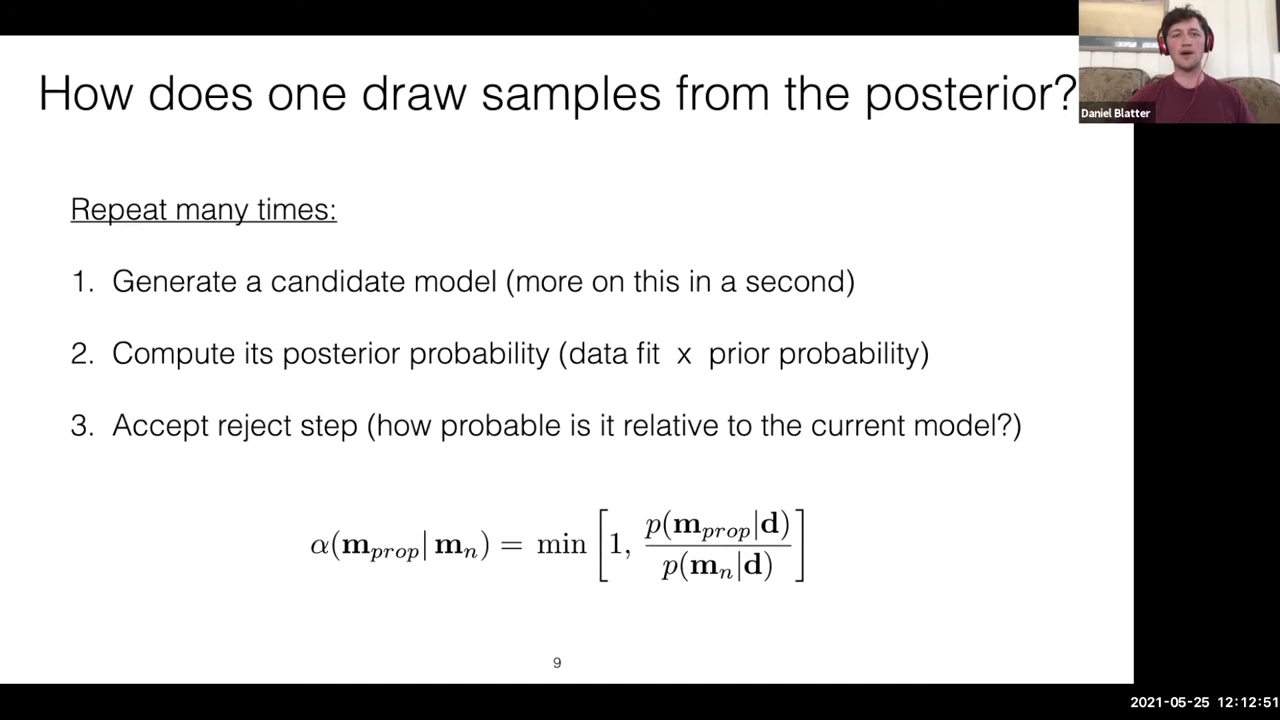 How does one draw samples from the posterior?
Daniel Blatter
Repeat many times:
1. Generate a candidate model (more on this in a second)
2. Compute its posterior probability (data fit x prior probability)
3. Accept reject step (how probable is it relative to the current model?)
α(m_prop | m_n) = min [1, p(m_prop|d) / p(m_n|d)]
9
2021-05-25 12:12:51